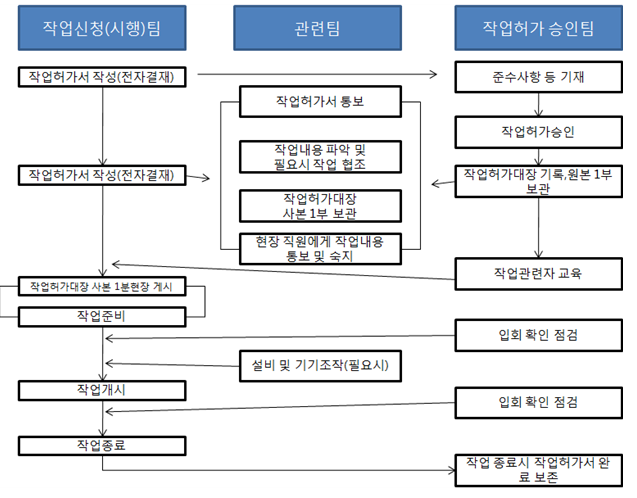 작업신청(시행)팀
관련팀
작업허가 승인팀
작업허가서 작성(전자결재)
준수사항 등 기재
작업허가서 통보
작업허가승인
작업내용 파악 및
필요시 작업 협조
작업허가서 작성(전자결재)
작업허가대장 기록,원본 1부
보관
작업허가대장
사본 1부 보관
현장 직원에게 작업내용
통보 및 숙지
작업관련자 교육
작업허가대장 사본 1분현장 게시
작업준비
입회 확인 점검
설비 및 기기조작(필요시)
작업개시
입회 확인 점검
작업종료
작업 종료시 작업허가서 완
료 보존